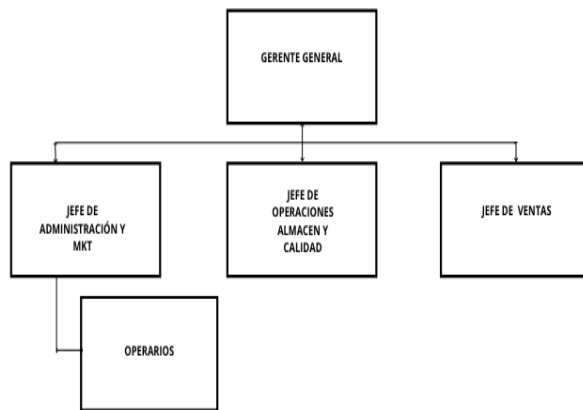 GERENTE GENERAL
JEFE DE
ADMINISTRACIÓN Y
MKT
JEFE DE
OPERACIONES
ALMACEN Y
CALIDAD
JEFE DE VENTAS
OPERARIOS